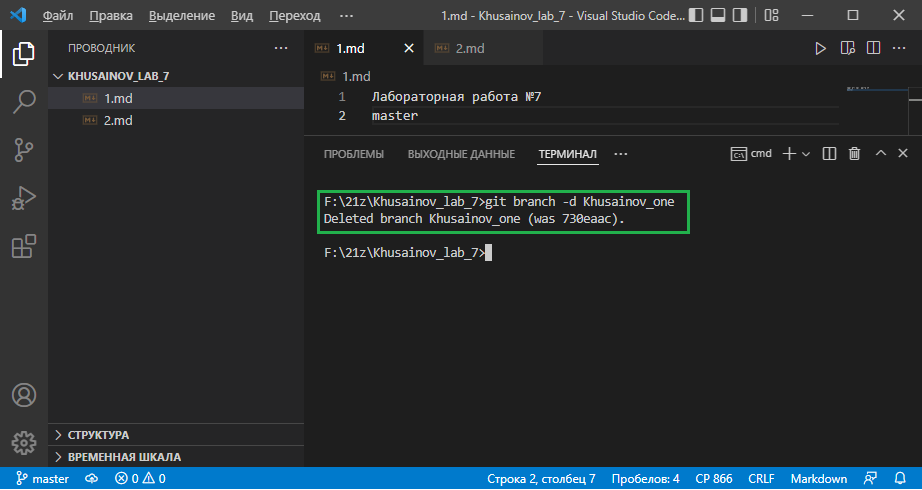 Файл Правка Выделение Вид Переход ··· 1.md - Khusainov_lab_7 - Visual Studio Code...
ПРОВОДНИК ···
KHUSAINOV_LAB_7
1.md
2.md
СТРУКТУРА
ВРЕМЕННАЯ ШКАЛА
1.md 2.md ···
1.md
1 Лабораторная работа №7
2 master
ПРОБЛЕМЫ ВЫХОДНЫЕ ДАННЫЕ ТЕРМИНАЛ ··· cmd
F:\21z\Khusainov_lab_7>git branch -d Khusainov_one
Deleted branch Khusainov_one (was 730eaac).
F:\21z\Khusainov_lab_7>
master 0 0 Строка 2, столбец 7 Пробелов: 4 CP 866 CRLF Markdown